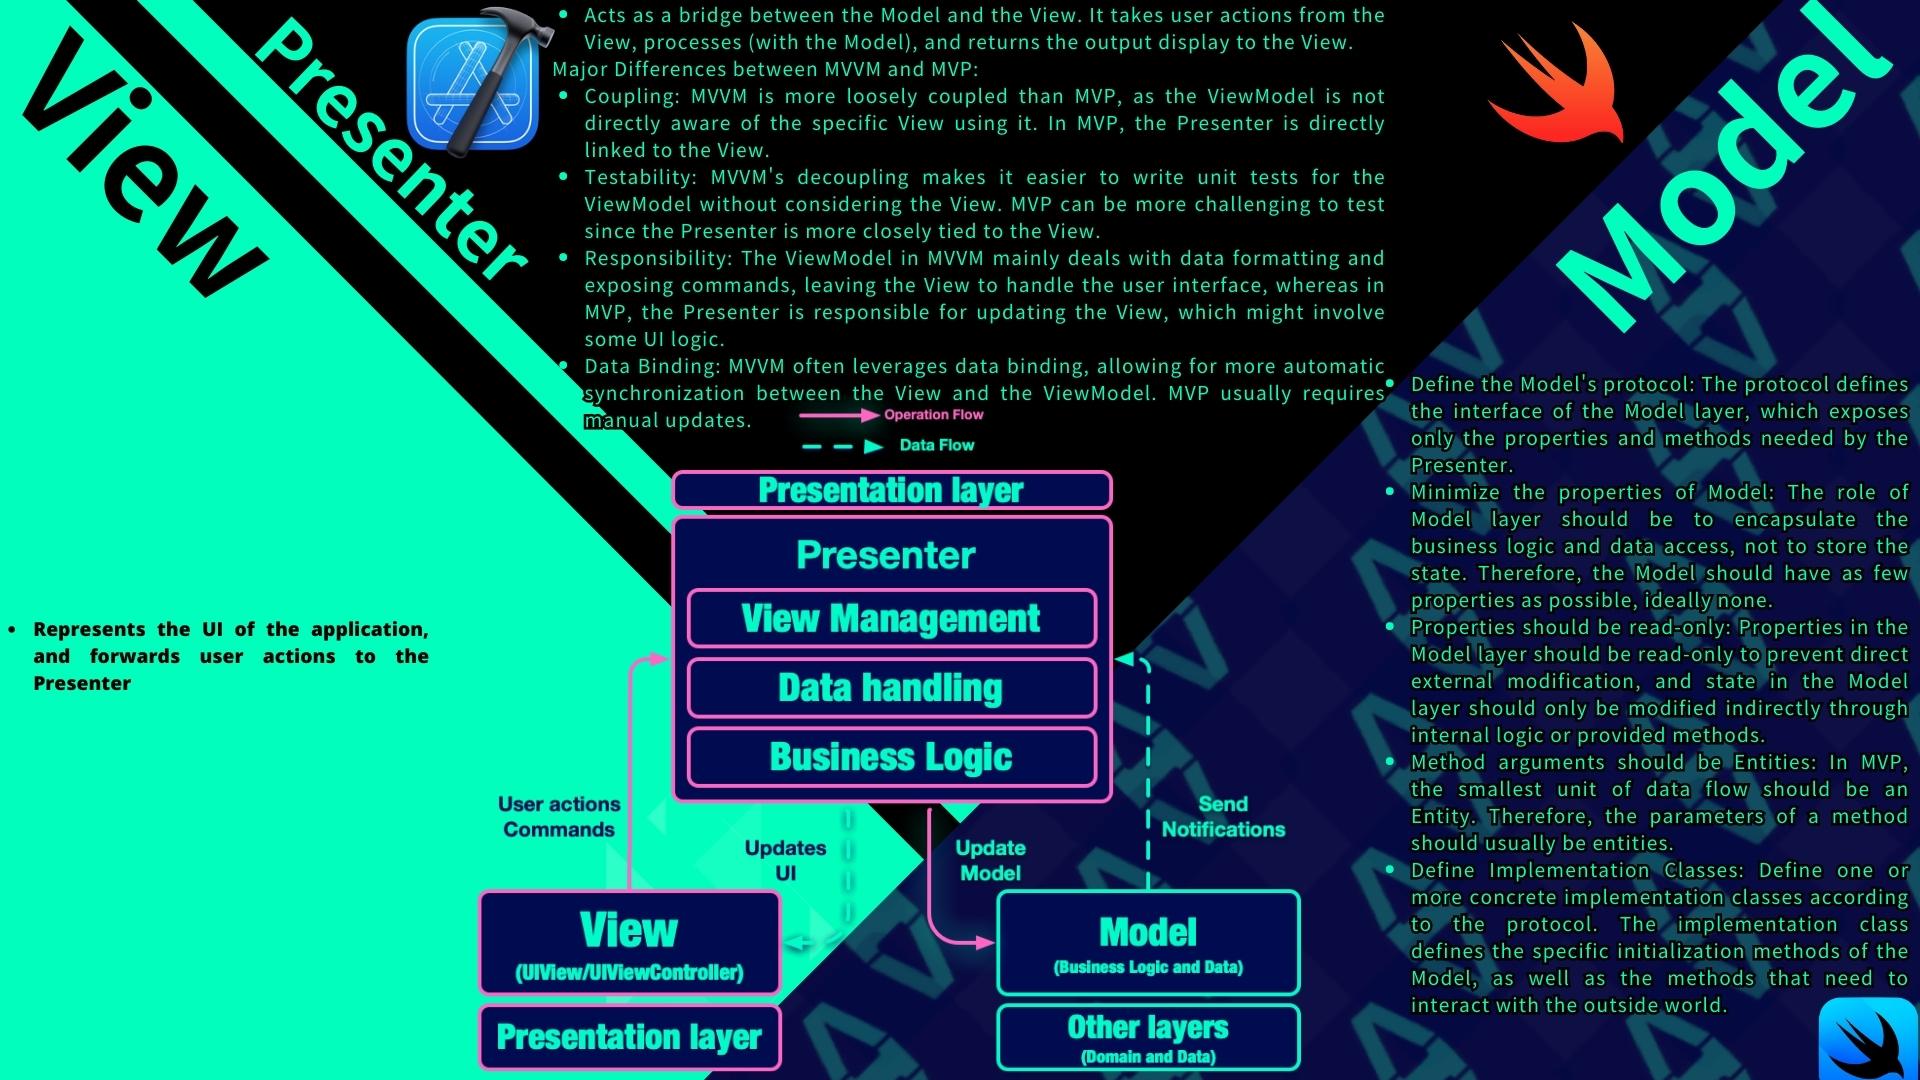 View
Presenter
Model
• Acts as a bridge between the Model and the View. It takes user actions from the
View, processes (with the Model), and returns the output display to the View.
Major Differences between MVVM and MVP:
• Coupling: MVVM is more loosely coupled than MVP, as the ViewModel is not
directly aware of the specific View using it. In MVP, the Presenter is directly
linked to the View.
• Testability: MVVM's decoupling makes it easier to write unit tests for the
ViewModel without considering the View. MVP can be more challenging to test
since the Presenter is more closely tied to the View.
• Responsibility: The ViewModel in MVVM mainly deals with data formatting and
exposing commands, leaving the View to handle the user interface, whereas in
MVP, the Presenter is responsible for updating the View, which might involve
some UI logic.
• Data Binding: MVVM often leverages data binding, allowing for more automatic
synchronization between the View and the ViewModel. MVP usually requires
manual updates.
Operation Flow
Data Flow
Presentation layer
Presenter
View Management
Data handling
Business Logic
• Represents the UI of the application,
and forwards user actions to the
Presenter
User actions
Commands
Updates
UI
Update
Model
Send
Notifications
View
(UIView/UIViewController)
Presentation layer
Model
(Business Logic and Data)
Other layers
(Domain and Data)
• Define the Model's protocol: The protocol defines
the interface of the Model layer, which exposes
only the properties and methods needed by the
Presenter.
• Minimize the properties of Model: The role of
Model layer should be to encapsulate the
business logic and data access, not to store the
state. Therefore, the Model should have as few
properties as possible, ideally none.
• Properties should be read-only: Properties in the
Model layer should be read-only to prevent direct
external modification, and state in the Model
layer should only be modified indirectly through
internal logic or provided methods.
• Method arguments should be Entities: In MVP,
the smallest unit of data flow should be an
Entity. Therefore, the parameters of a method
should usually be entities.
• Define Implementation Classes: Define one or
more concrete implementation classes according
to the protocol. The implementation class
defines the specific initialization methods of the
Model, as well as the methods that need to
interact with the outside world.